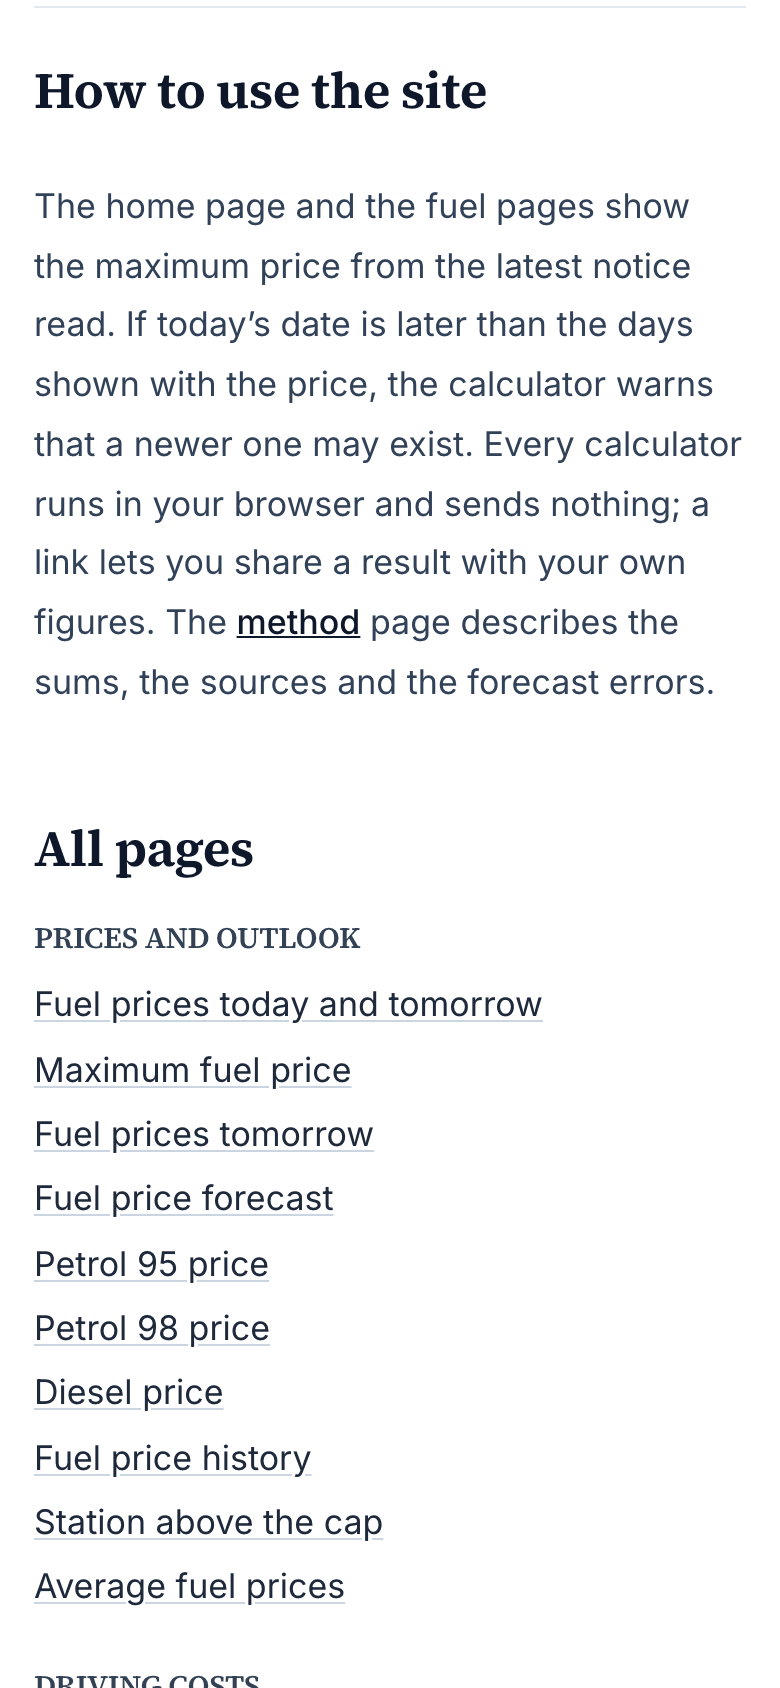 How to use the site
The home page and the fuel pages show
the maximum price from the latest notice
read. If today’s date is later than the days
shown with the price, the calculator warns
that a newer one may exist. Every calculator
runs in your browser and sends nothing; a
link lets you share a result with your own
figures. The method page describes the
sums, the sources and the forecast errors.
All pages
PRICES AND OUTLOOK
Fuel prices today and tomorrow
Maximum fuel price
Fuel prices tomorrow
Fuel price forecast
Petrol 95 price
Petrol 98 price
Diesel price
Fuel price history
Station above the cap
Average fuel prices
DRIVING COSTS